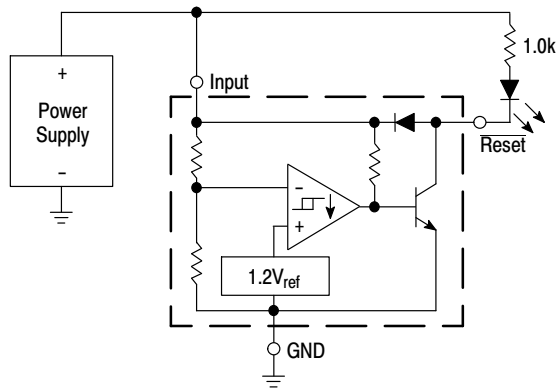 1.0k
+
Input
Power
Supply
-
Reset
-
+
1.2Vref
GND